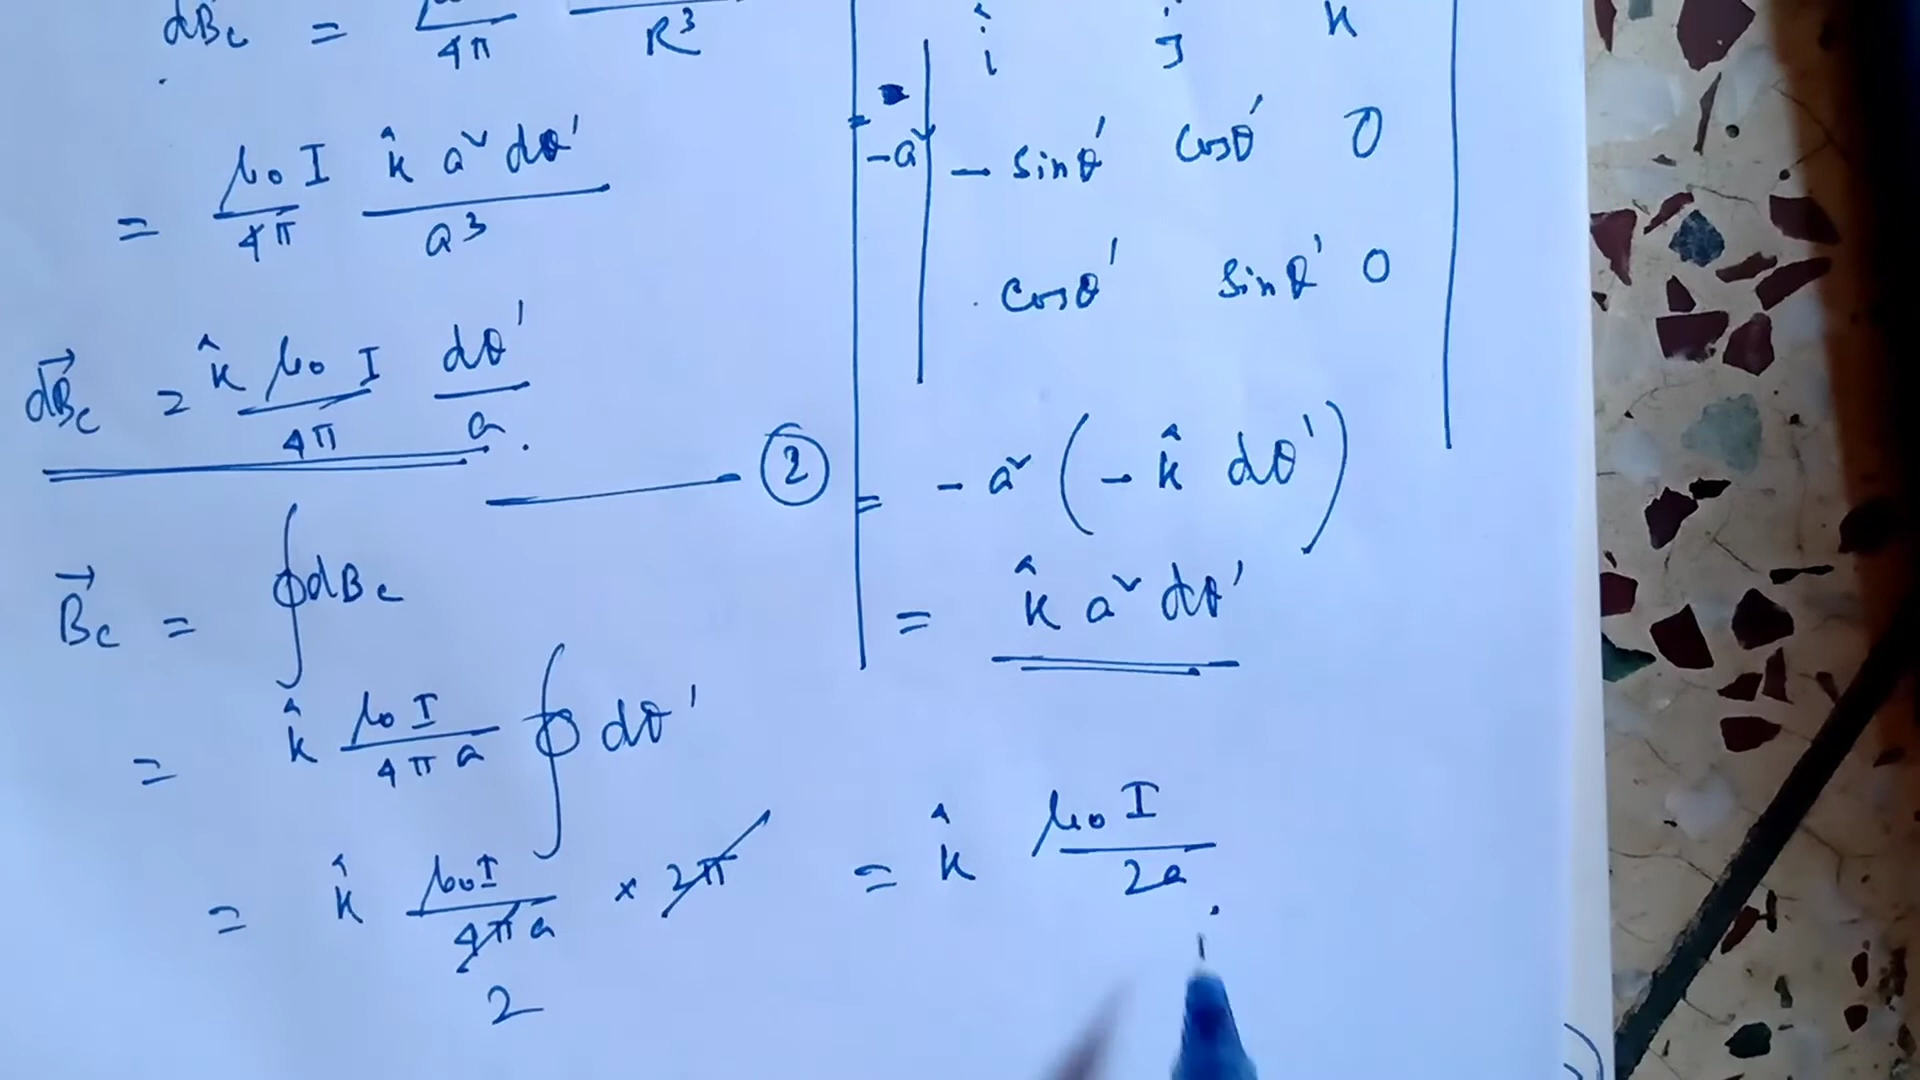 dB_c = μ₀/4π /R³
= μ₀I/4π k̂ a² dθ'/a³
dB⃗_c = k̂ μ₀I/4π dθ'/a.
② 
B⃗_c = ∮dB_c
= k̂ μ₀I/4πa ∮ dθ'
= k̂ μ₀I/4πa × 2π = k̂ μ₀I/2a
2
î ĵ k
= -a² | -sinθ' cosθ' 0 |
cosθ' sinθ' 0
= -a² (-k̂ dθ')
= k̂ a² dθ'